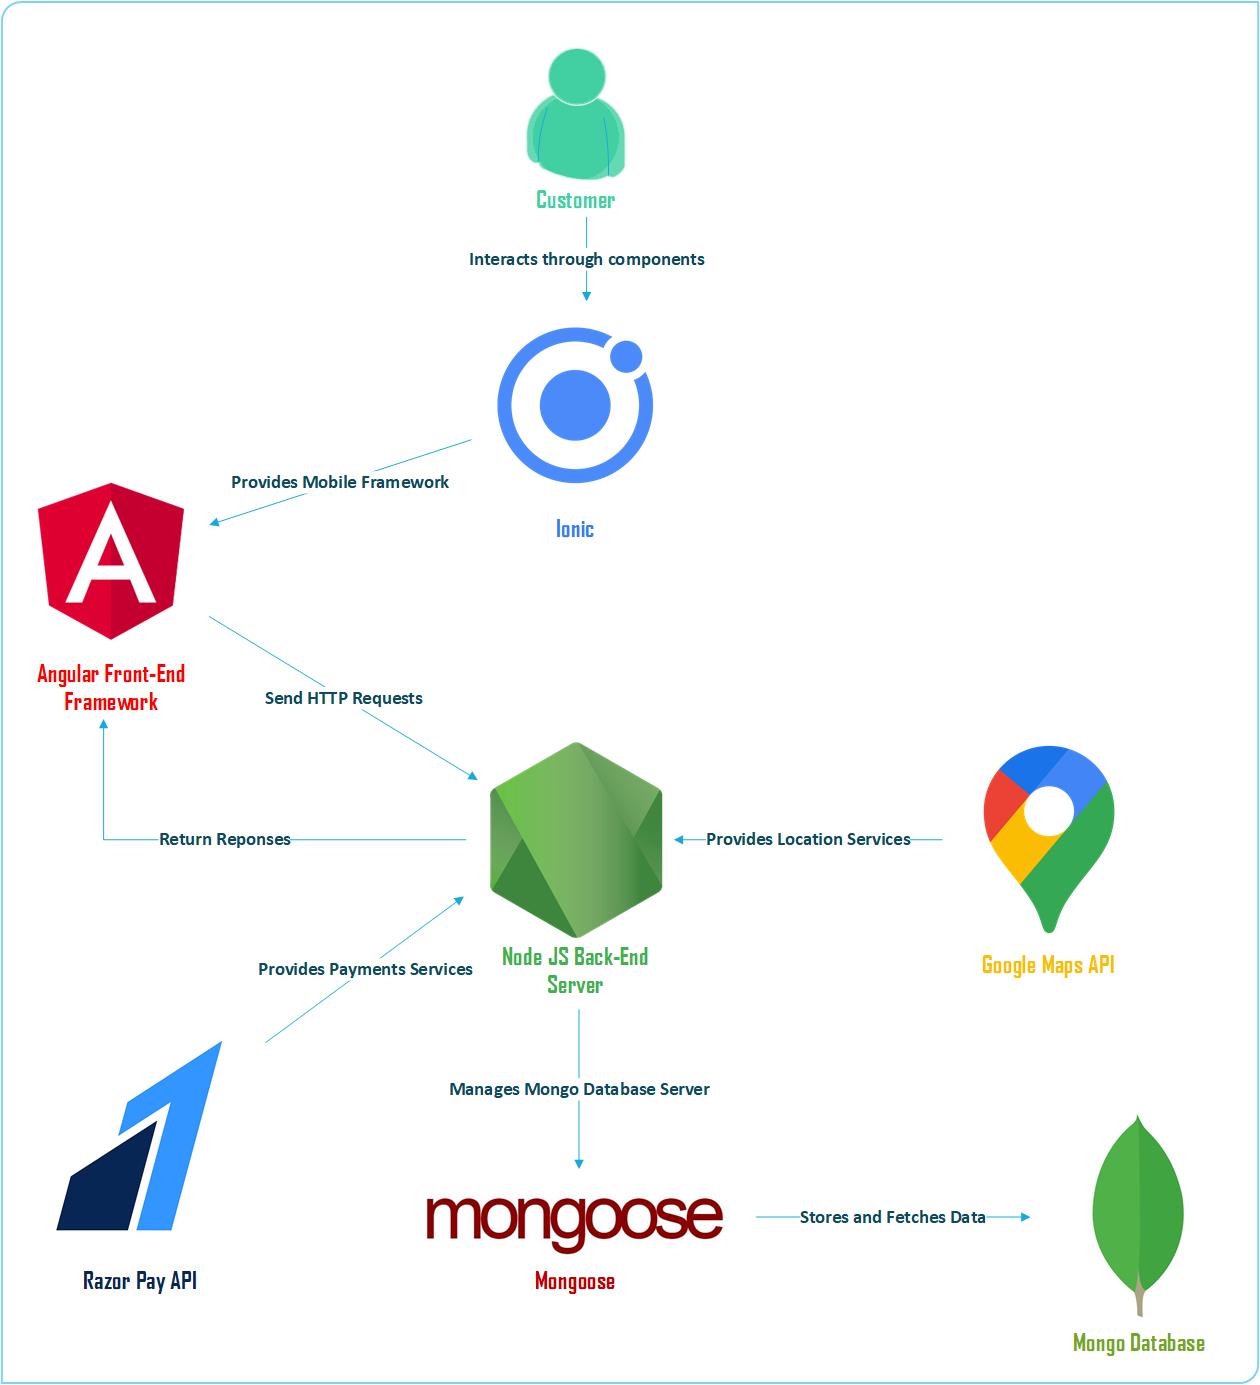 Customer
Interacts through components
Provides Mobile Framework
Ionic
Angular Front-End
Framework
Send HTTP Requests
Return Reponses
Provides Location Services
Node JS Back-End
Server
Google Maps API
Provides Payments Services
Manages Mongo Database Server
mongoose
Stores and Fetches Data
Razor Pay API
Mongoose
Mongo Database